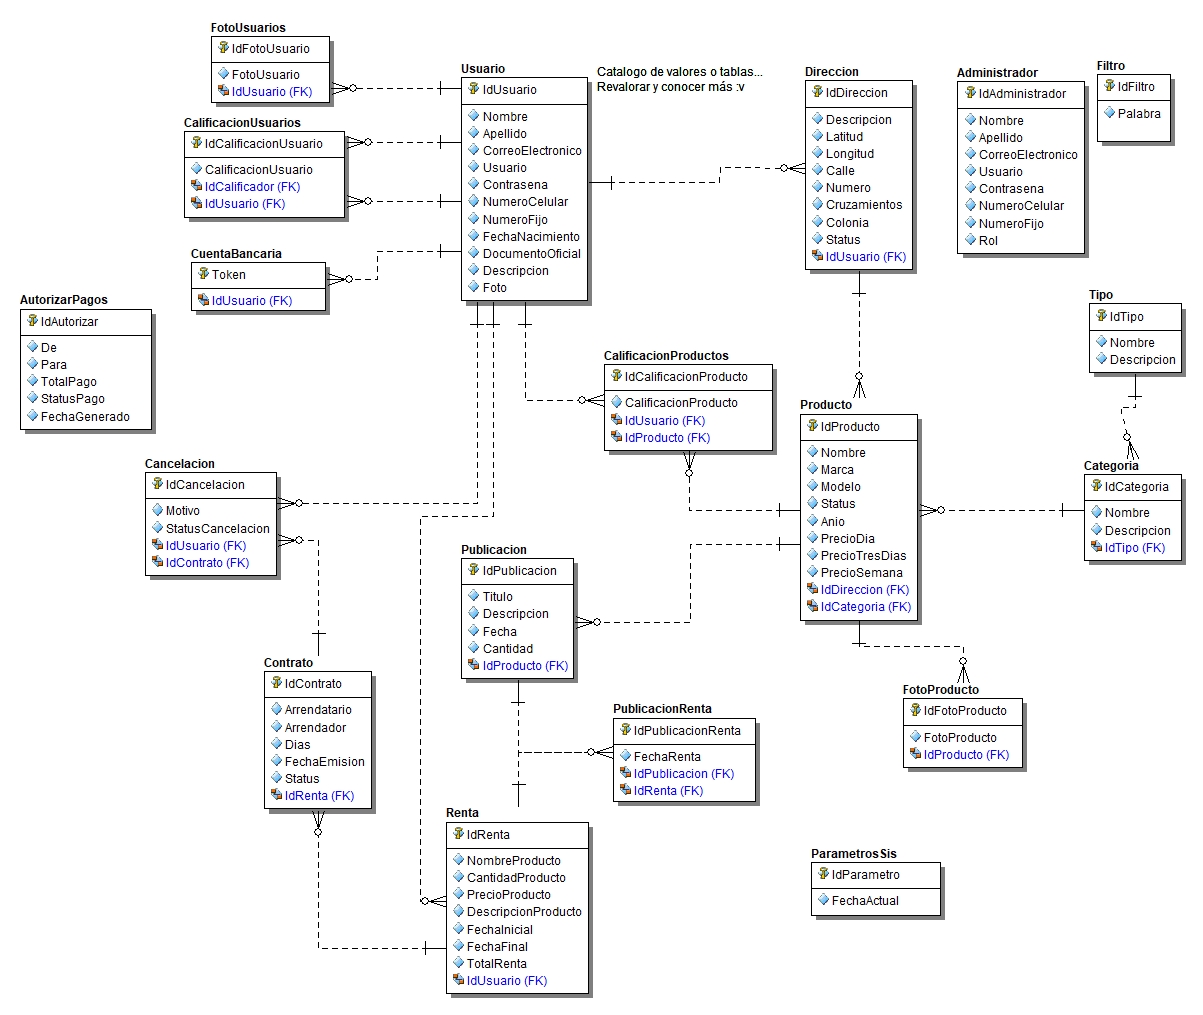 FotoUsuarios
IdFotoUsuario
FotoUsuario
IdUsuario (FK)
CalificacionUsuarios
IdCalificacionUsuario
CalificacionUsuario
IdCalificador (FK)
IdUsuario (FK)
CuentaBancaria
Token
IdUsuario (FK)
AutorizarPagos
IdAutorizar
De
Para
TotalPago
StatusPago
FechaGenerado
Usuario
IdUsuario
Nombre
Apellido
CorreoElectronico
Usuario
Contrasena
NumeroCelular
NumeroFijo
FechaNacimiento
DocumentoOficial
Descripcion
Foto
Catalogo de valores o tablas...
Revalorar y conocer más :v
Direccion
IdDireccion
Descripcion
Latitud
Longitud
Calle
Numero
Cruzamientos
Colonia
Status
IdUsuario (FK)
Administrador
IdAdministrador
Nombre
Apellido
CorreoElectronico
Usuario
Contrasena
NumeroCelular
NumeroFijo
Rol
Filtro
IdFiltro
Palabra
Tipo
IdTipo
Nombre
Descripcion
CalificacionProductos
IdCalificacionProducto
CalificacionProducto
IdUsuario (FK)
IdProducto (FK)
Producto
IdProducto
Nombre
Marca
Modelo
Status
Anio
PrecioDia
PrecioTresDias
PrecioSemana
IdDireccion (FK)
IdCategoria (FK)
Categoria
IdCategoria
Nombre
Descripcion
IdTipo (FK)
Cancelacion
IdCancelacion
Motivo
StatusCancelacion
IdUsuario (FK)
IdContrato (FK)
Publicacion
IdPublicacion
Titulo
Descripcion
Fecha
Cantidad
IdProducto (FK)
Contrato
IdContrato
Arrendatario
Arrendador
Dias
FechaEmision
Status
IdRenta (FK)
PublicacionRenta
IdPublicacionRenta
FechaRenta
IdPublicacion (FK)
IdRenta (FK)
FotoProducto
IdFotoProducto
FotoProducto
IdProducto (FK)
Renta
IdRenta
NombreProducto
CantidadProducto
PrecioProducto
DescripcionProducto
FechaInicial
FechaFinal
TotalRenta
IdUsuario (FK)
ParametrosSis
IdParametro
FechaActual